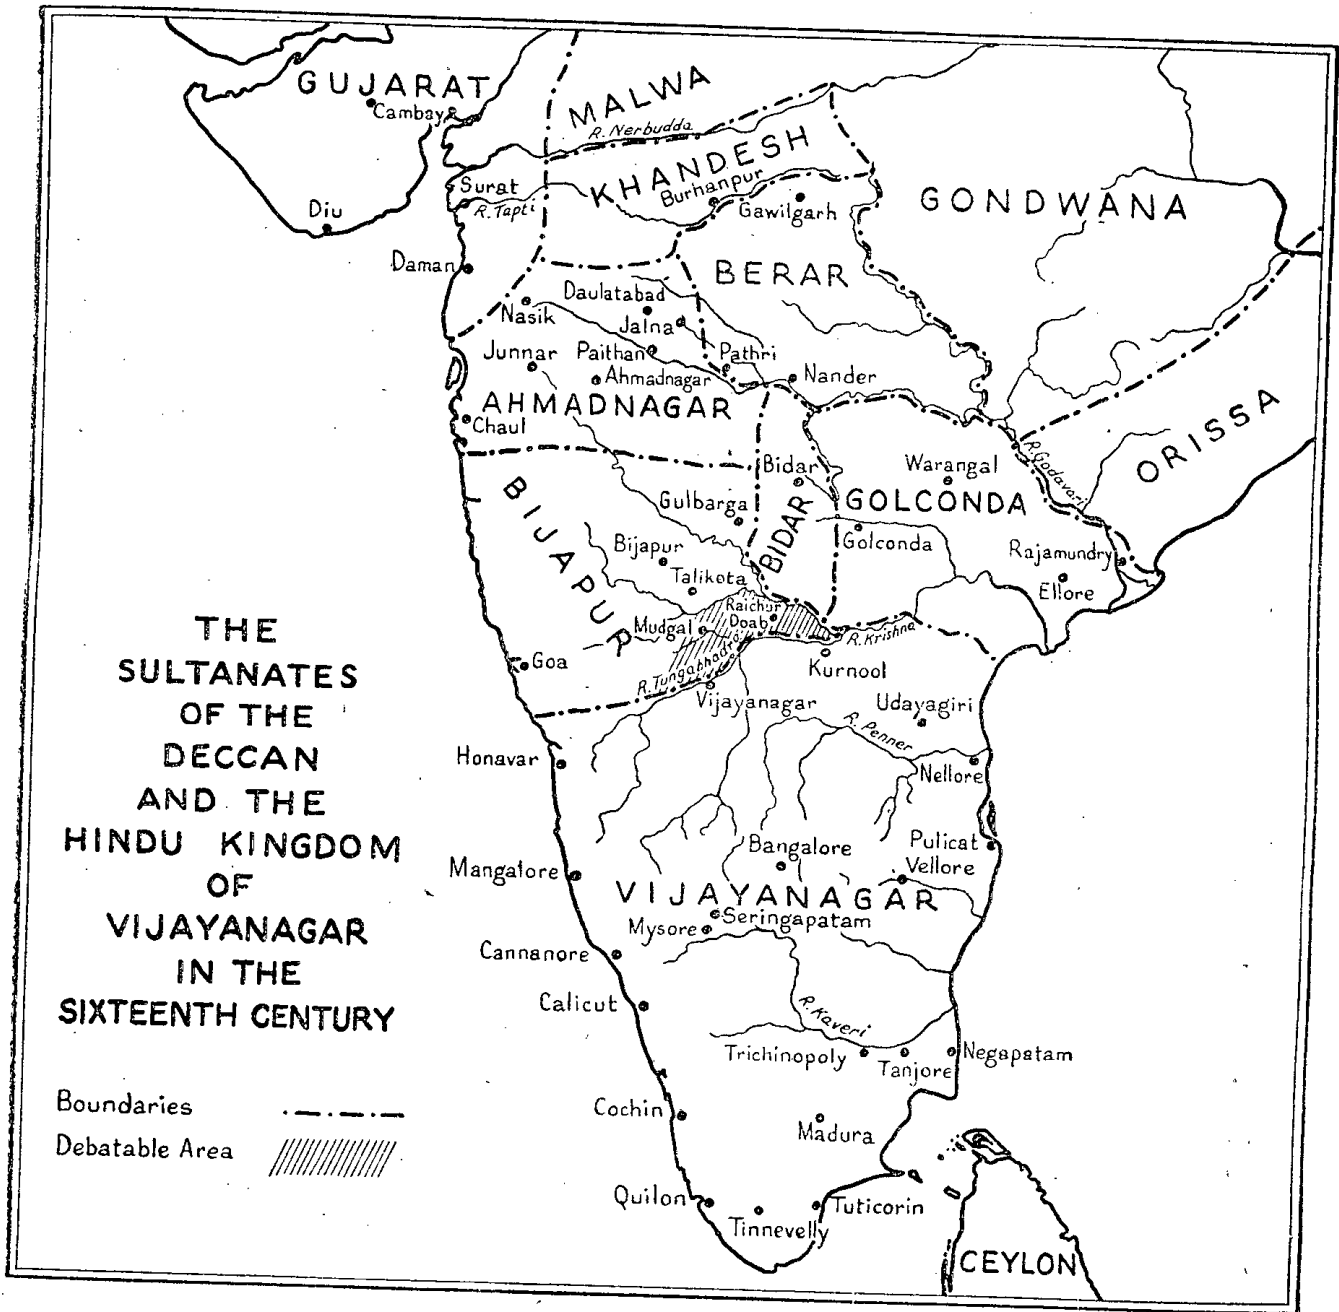 GUJARAT
Cambay
MALWA
R. Nerbudda
KHANDESH
Burhanpur
Gawilgarh
GONDWANA
Surat
R. Tapti
Diu
Daman
BERAR
Daulatabad
Nasik
Jalna
Junnar
Paithan
Pathri
Ahmadnagar
Nander
AHMADNAGAR
Chaul
ORISSA
R. Godavari
Bidar
Warangal
BIJAPUR
Gulbarga
BIDAR
GOLCONDA
Golconda
Bijapur
Rajamundry
Talikota
Ellore
Raichur
Doab
Mudgal
R. Krishna
Goa
R. Tungabhadra
Kurnool
Vijayanagar
Udayagiri
R. Penner
Honavar
Nellore
Pulicat
Bangalore
Vellore
Mangalore
VIJAYANAGAR
Seringapatam
Mysore
Cannanore
Calicut
R. Kaveri
Trichinopoly
Tanjore
Negapatam
Cochin
Madura
Quilon
Tuticorin
Tinnevelly
CEYLON
THE
SULTANATES
OF THE
DECCAN
AND THE
HINDU KINGDOM
OF
VIJAYANAGAR
IN THE
SIXTEENTH CENTURY
Boundaries
Debatable Area